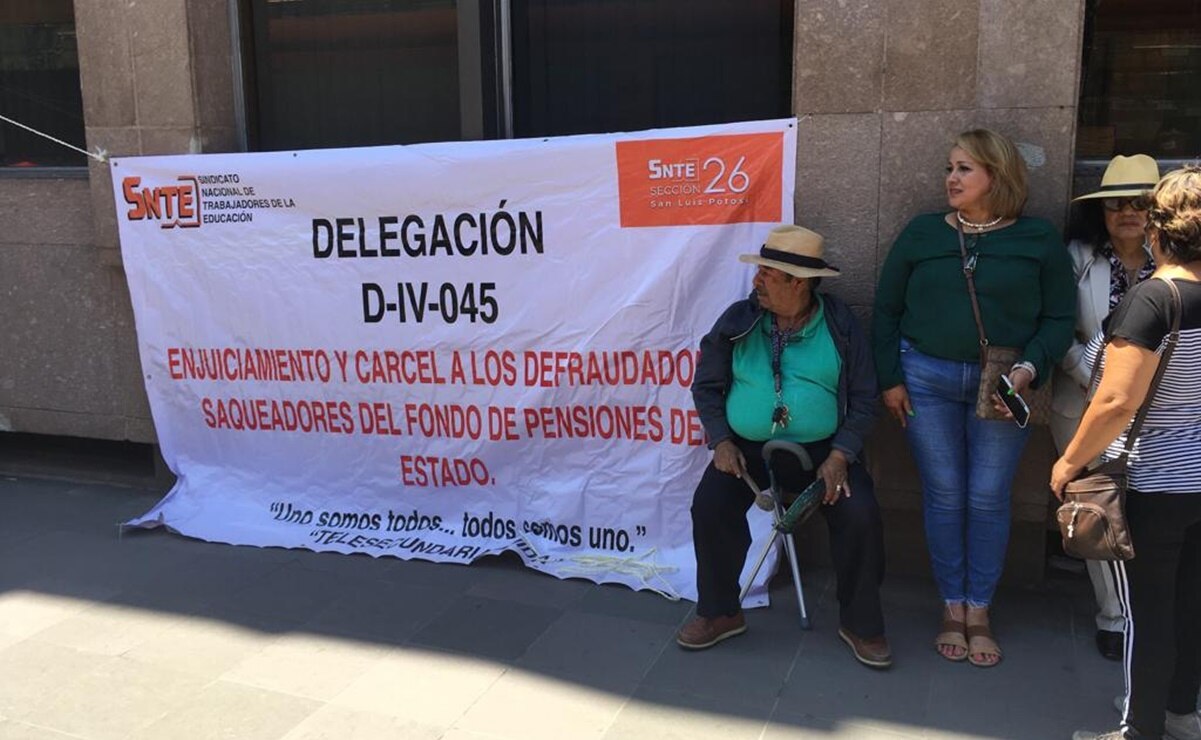 SNTE
SINDICATO
NACIONAL DE
TRABAJADORES DE LA
EDUCACIÓN
SNTE 26
SECCIÓN
San Luis Potosí
DELEGACIÓN
D-IV-045
ENJUICIAMIENTO Y CARCEL A LOS DEFRAUDADO
SAQUEADORES DEL FONDO DE PENSIONES DE
ESTADO.
"Uno somos todos... todos somos uno."